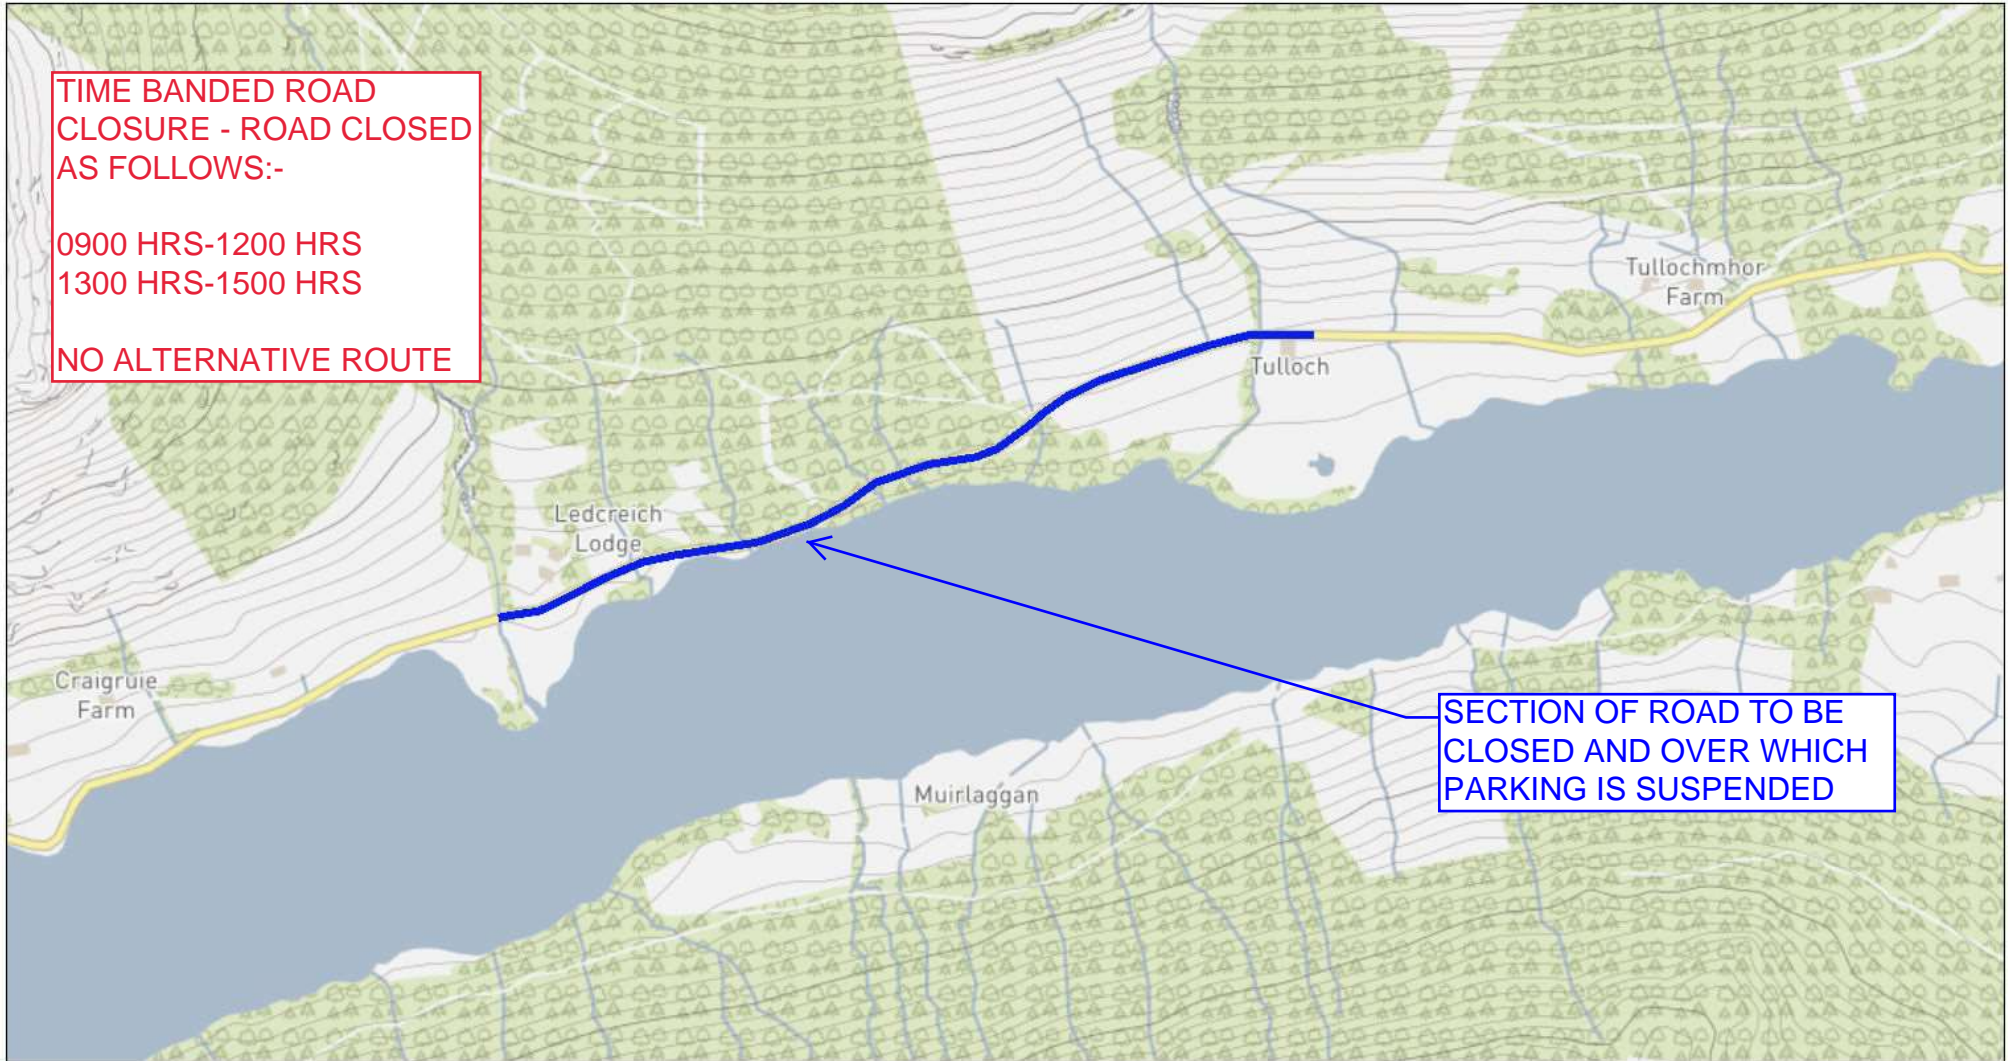 TIME BANDED ROAD
CLOSURE - ROAD CLOSED
AS FOLLOWS:-
0900 HRS-1200 HRS
1300 HRS-1500 HRS
NO ALTERNATIVE ROUTE
Tullochmhor
Farm
Tulloch
Ledcreich
Lodge
Craigruie
Farm
SECTION OF ROAD TO BE
CLOSED AND OVER WHICH
PARKING IS SUSPENDED
Muirlaggan